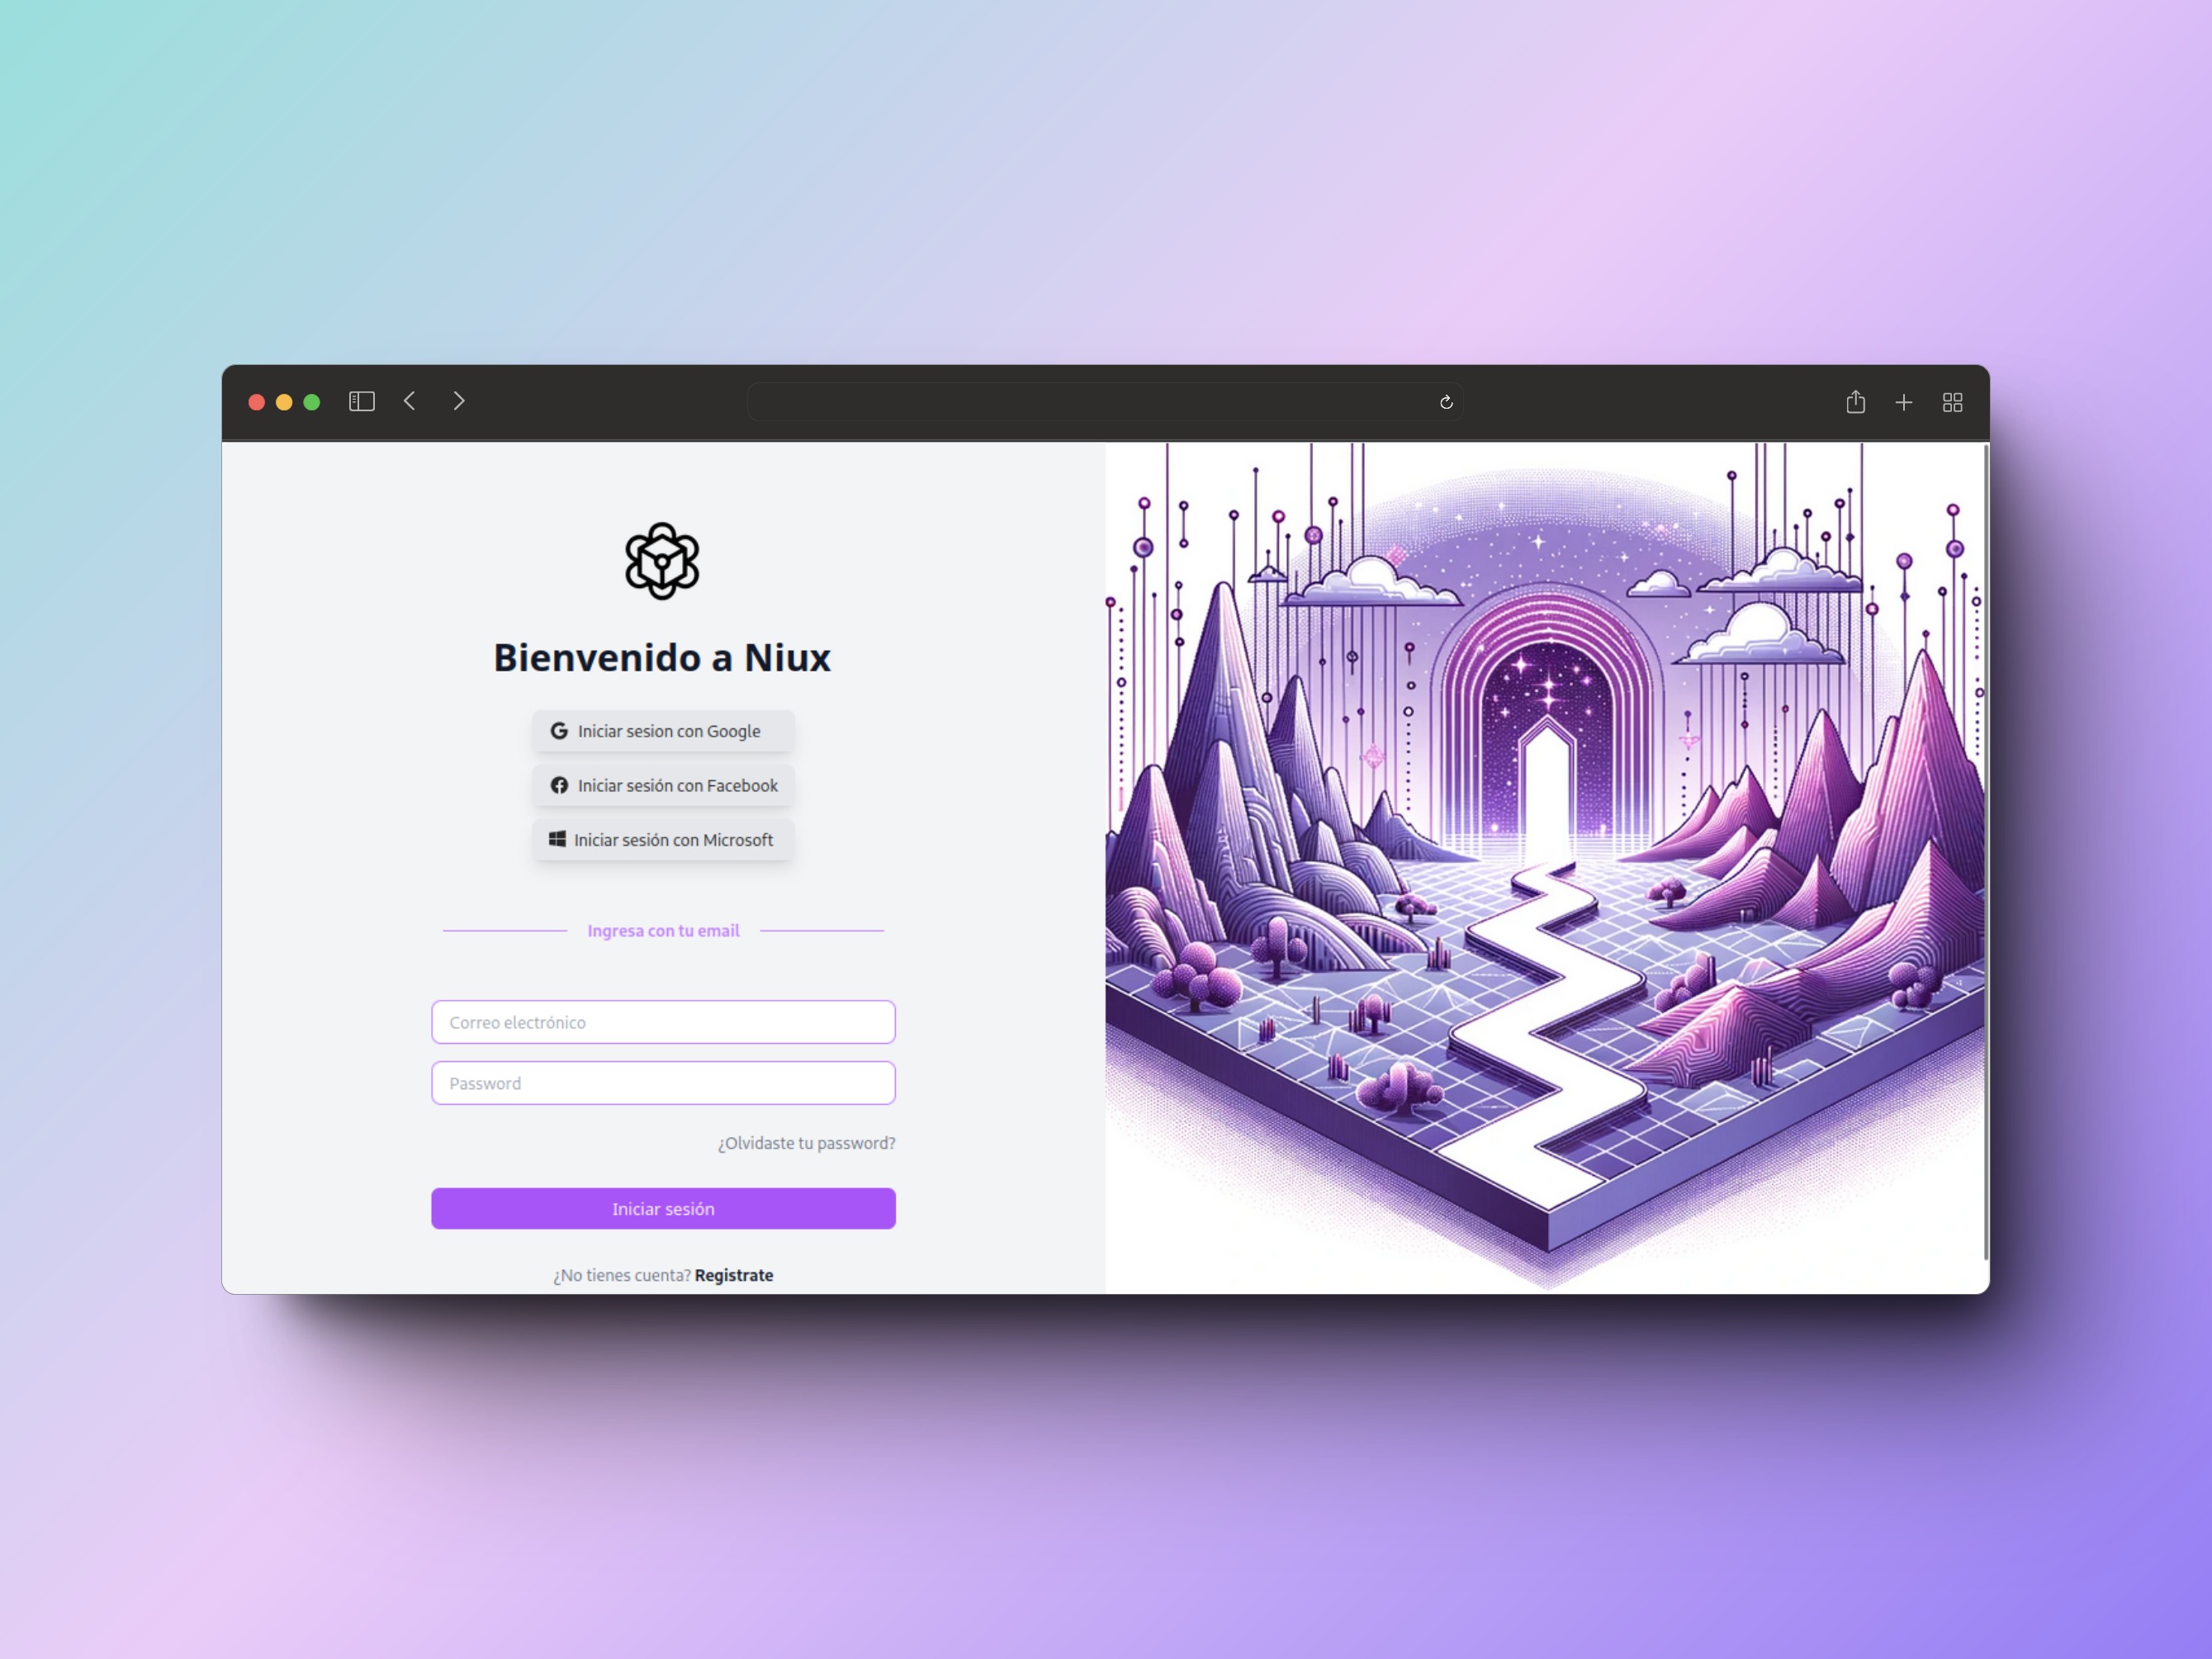 Bienvenido a Niux
Iniciar sesion con Google
Iniciar sesión con Facebook
Iniciar sesión con Microsoft
Ingresa con tu email
Correo electrónico
Password
¿Olvidaste tu password?
Iniciar sesión
¿No tienes cuenta? Registrate